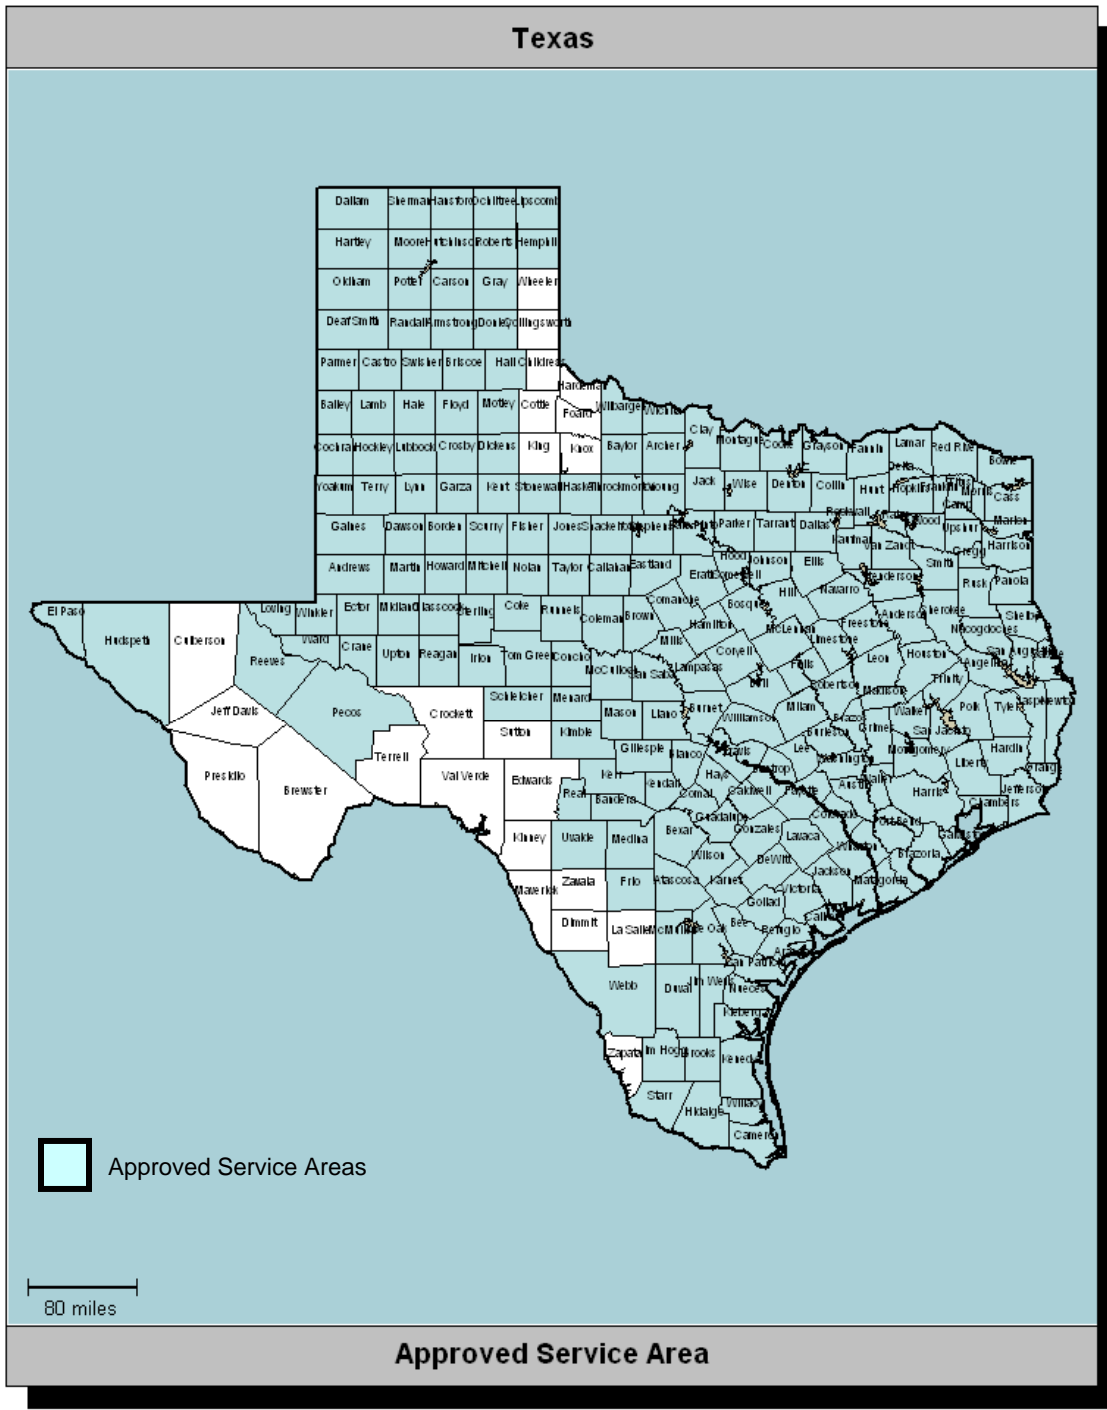 Texas
Dallam Sherman Hansford Ochiltree Lipscomb
Hartley Moore Hutchinso Roberts Hemphill
Oldham Potter Carson Gray Wheeler
Deaf Smith Randall Armstrong Donley Collingsworth
Parmer Castro Swisher Briscoe Hall Childress
Hardeman
Bailey Lamb Hale Floyd Motley Cottle Foard Wilbarger Wichita
Clay Montague Cooke Grayson Fannin Lamar Red River Bowie
Cochran Hockley Lubbock Crosby Dickens King Knox Baylor Archer
Delta
Yoakum Terry Lynn Garza Kent Stonewall Haskell Throckmorton Young Jack Wise Denton Collin Hunt Hopkins Franklin Titus Morris Cass
Camp
Rockwall Wood Upshur Marion
Gaines Dawson Borden Scurry Fisher Jones Shackelford Stephens Palo Pinto Parker Tarrant Dallas
Kaufman Van Zandt Gregg Harrison
Andrews Martin Howard Mitchell Nolan Taylor Callahan Eastland Hood Johnson Ellis Smith
Erath Somervell Henderson Rusk Panola
Hill Navarro
El Paso Loving Winkler Ector Midland Glasscock Sterling Coke Runnels Coleman Brown Comanche Bosque Anderson Cherokee Shelby
Hudspeth Culberson Ward Crane Upton Reagan Irion Tom Green Concho McCulloch San Saba Mills Hamilton McLennan Limestone Freestone Nacogdoches
Reeves Lampasas Coryell Falls Leon Houston Angelina San Augustine
Bell Robertson Madison Trinity
Jeff Davis Pecos Crockett Schleicher Menard Mason Llano Burnet Williamson Milam Brazos Grimes Walker Polk Tyler Jasper Newton
Sutton Kimble Burleson San Jacinto
Terrell Gillespie Blanco Travis Lee Washington Montgomery Hardin
Presidio Brewster Val Verde Edwards Real Kerr Kendall Hays Bastrop Austin Waller Liberty Orange
Bandera Comal Caldwell Fayette Harris Jefferson
Chambers
Kinney Uvalde Medina Bexar Guadalupe Gonzales Lavaca Colorado Fort Bend Galveston
Wilson DeWitt Wharton Brazoria
Maverick Zavala Frio Atascosa Karnes Victoria Jackson Matagorda
Goliad
Dimmit La Salle McMullen Live Oak Bee Refugio Calhoun
Aransas
San Patricio
Webb Duval Jim Wells Nueces
Kleberg
Zapata Jim Hogg Brooks Kenedy
Starr Hidalgo Willacy
Cameron
Approved Service Areas
80 miles
Approved Service Area